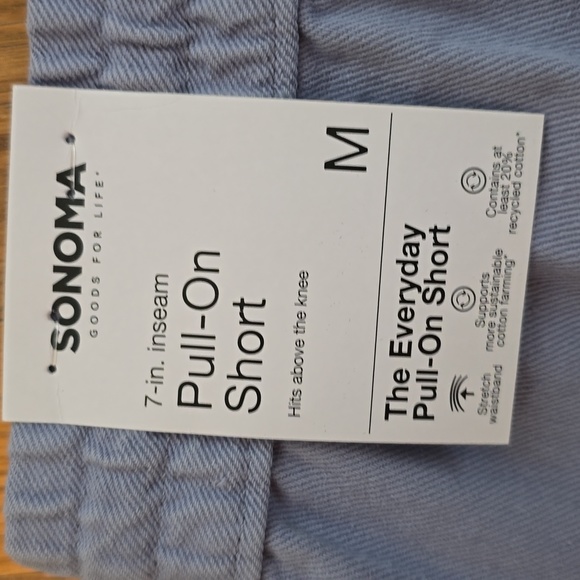 SONOMA
GOODS FOR LIFE*
7-in. inseam
Pull-On
Short
Hits above the knee
M
The Everyday
Pull-On Short
Stretch
waistband
Supports
more sustainable
cotton farming*
Contains at
least 20%
recycled cotton*